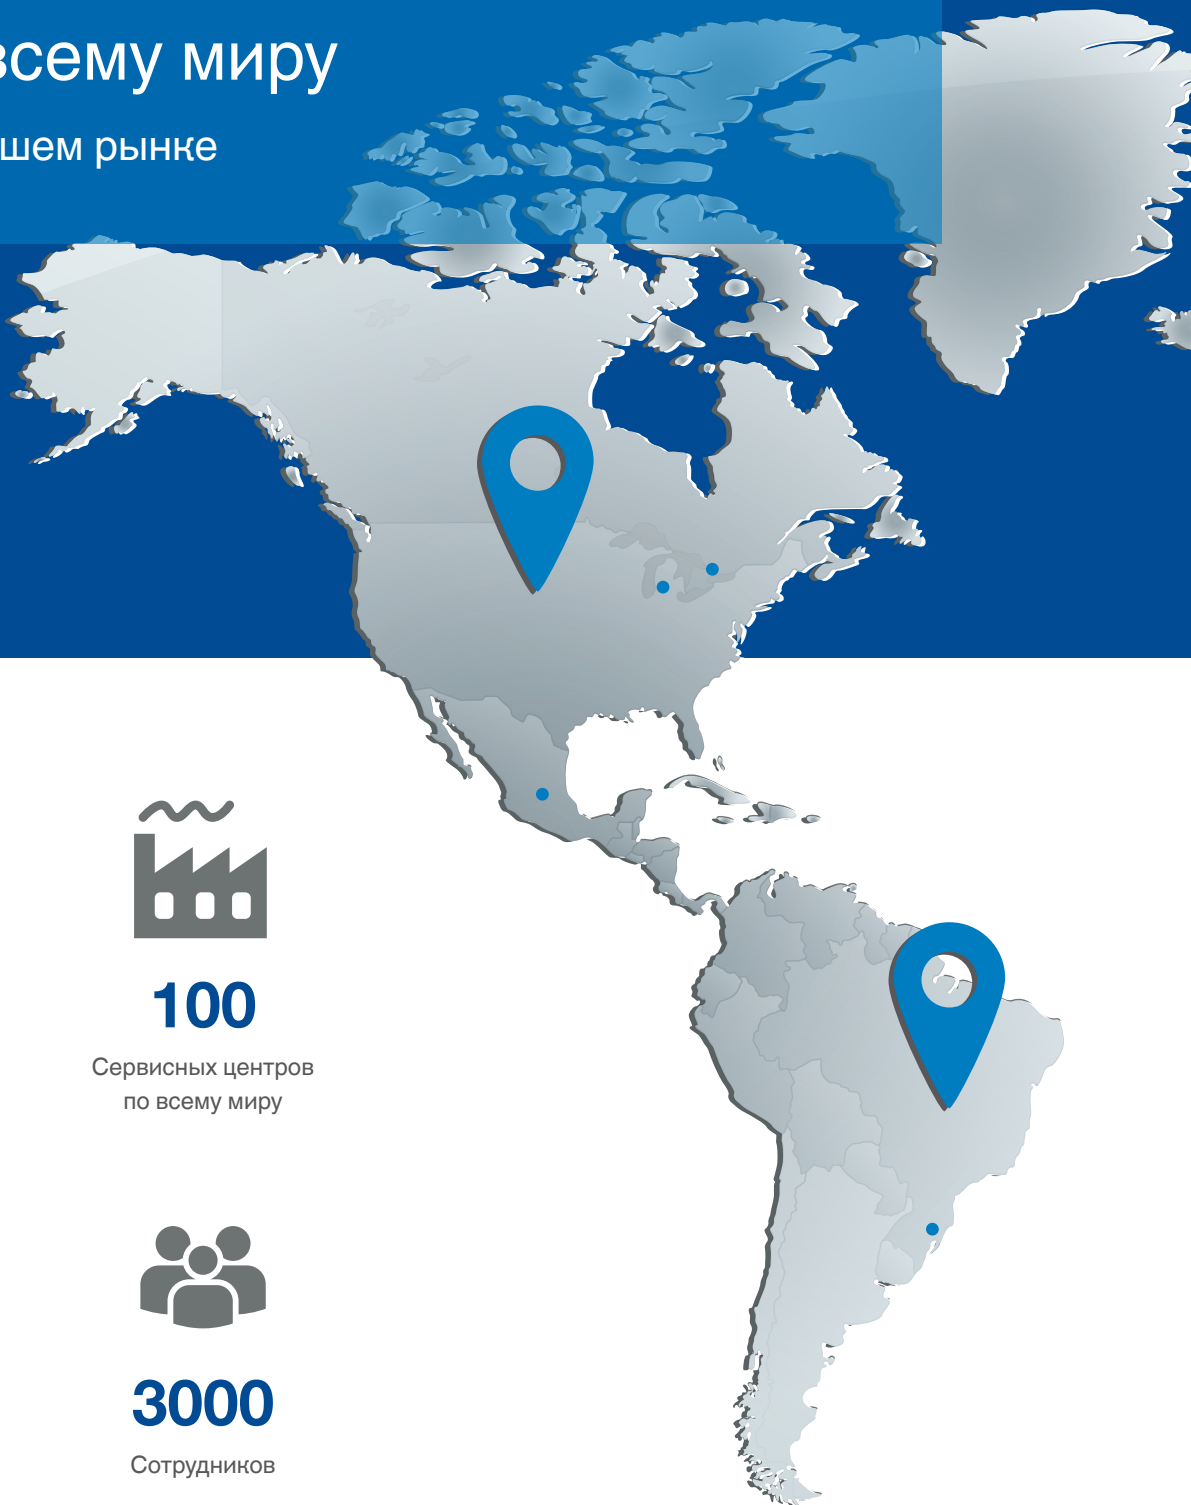 всему миру
шем рынке
100
Сервисных центров
по всему миру
3000
Сотрудников